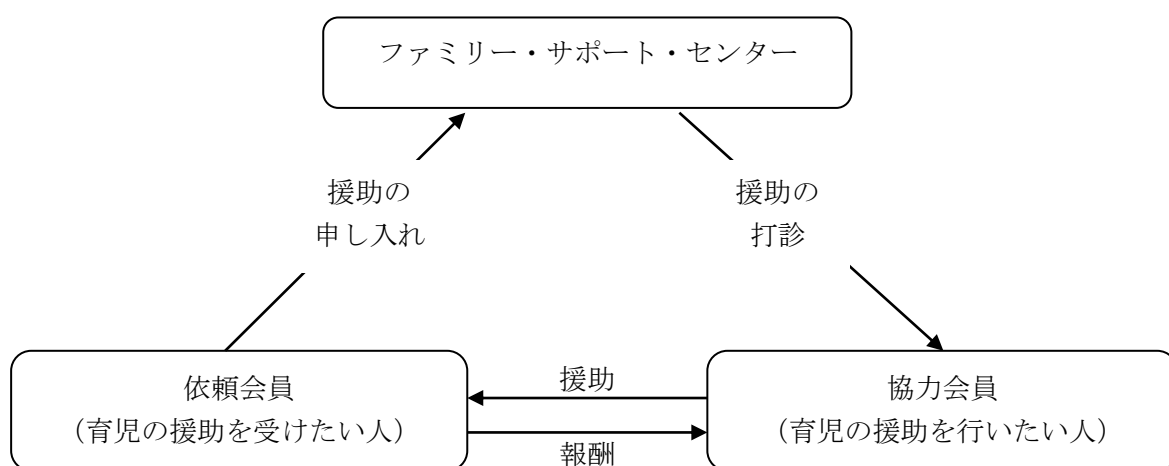 ファミリー・サポート・センター
援助の
申し入れ
援助の
打診
依頼会員
(育児の援助を受けたい人)
援助
報酬
協力会員
(育児の援助を行いたい人)